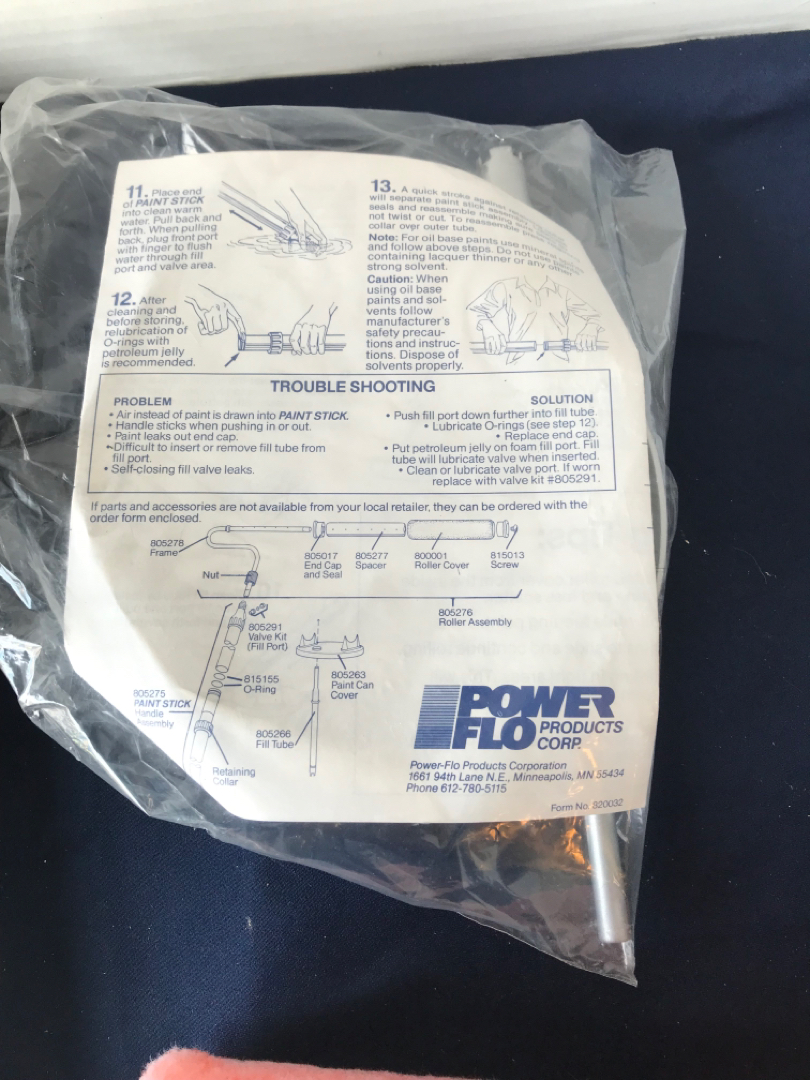 11. Place end
of PAINT STICK
into clean warm
water. Pull back and
forth. When pulling
back, plug front port
with finger to flush
water through fill
port and valve area.
12. After
cleaning and
before storing,
relubrication of
O-rings with
petroleum jelly
is recommended.
13. A quick stroke against
will separate paint stick
seals and reassemble making sure
not twist or cut. To reassemble
collar over outer tube.
Note: For oil base paints use mineral
and follow above steps. Do not use
containing lacquer thinner or any other
strong solvent.
Caution: When
using oil base
paints and sol-
vents follow
manufacturer's
safety precau-
tions and instruc-
tions. Dispose of
solvents properly.
TROUBLE SHOOTING
PROBLEM
• Air instead of paint is drawn into PAINT STICK.
• Handle sticks when pushing in or out.
• Paint leaks out end cap.
• Difficult to insert or remove fill tube from
fill port.
• Self-closing fill valve leaks.
SOLUTION
• Push fill port down further into fill tube.
• Lubricate O-rings (see step 12).
• Replace end cap.
• Put petroleum jelly on foam fill port. Fill
tube will lubricate valve when inserted.
• Clean or lubricate valve port. If worn
replace with valve kit #805291.
If parts and accessories are not available from your local retailer, they can be ordered with the
order form enclosed.
805278
Frame
805017
End Cap
and Seal
805277
Spacer
800001
Roller Cover
815013
Screw
Nut
805276
Roller Assembly
805291
Valve Kit
(Fill Port)
815155
O-Ring
805263
Paint Can
Cover
805275
PAINT STICK
Handle
Assembly
805266
Fill Tube
Retaining
Collar
POWER
FLO PRODUCTS
CORP.
Power-Flo Products Corporation
1661 94th Lane N.E., Minneapolis, MN 55434
Phone 612-780-5115
Form No. 820032